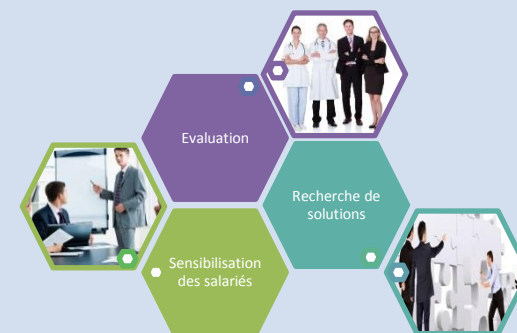 Evaluation
Recherche de
solutions
Sensibilisation
des salariés